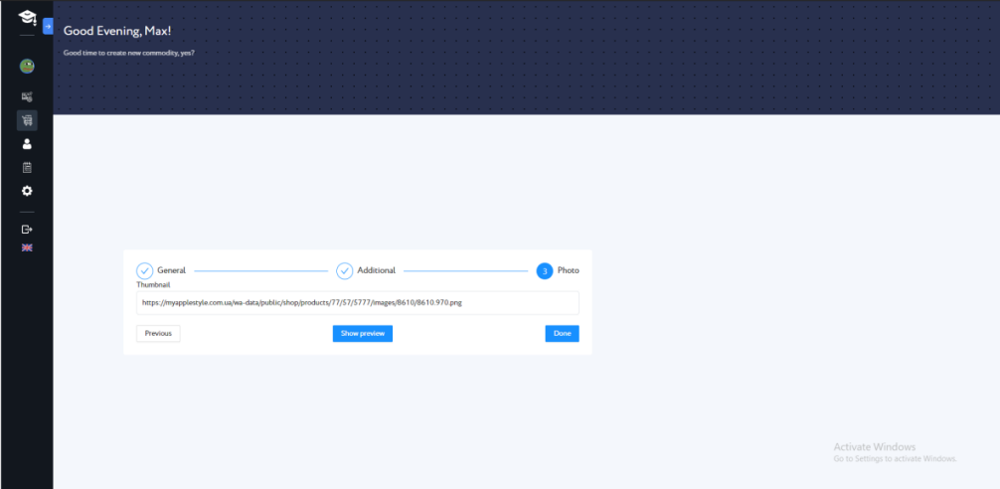 Good Evening, Max!
Good time to create new commodity, yes?
General
Additional
3 Photo
Thumbnail
https://myapplestyle.com.ua/wa-data/public/shop/products/77/57/5777/images/8610/8610.970.png
Previous
Show preview
Done
Activate Windows
Go to Settings to activate Windows.